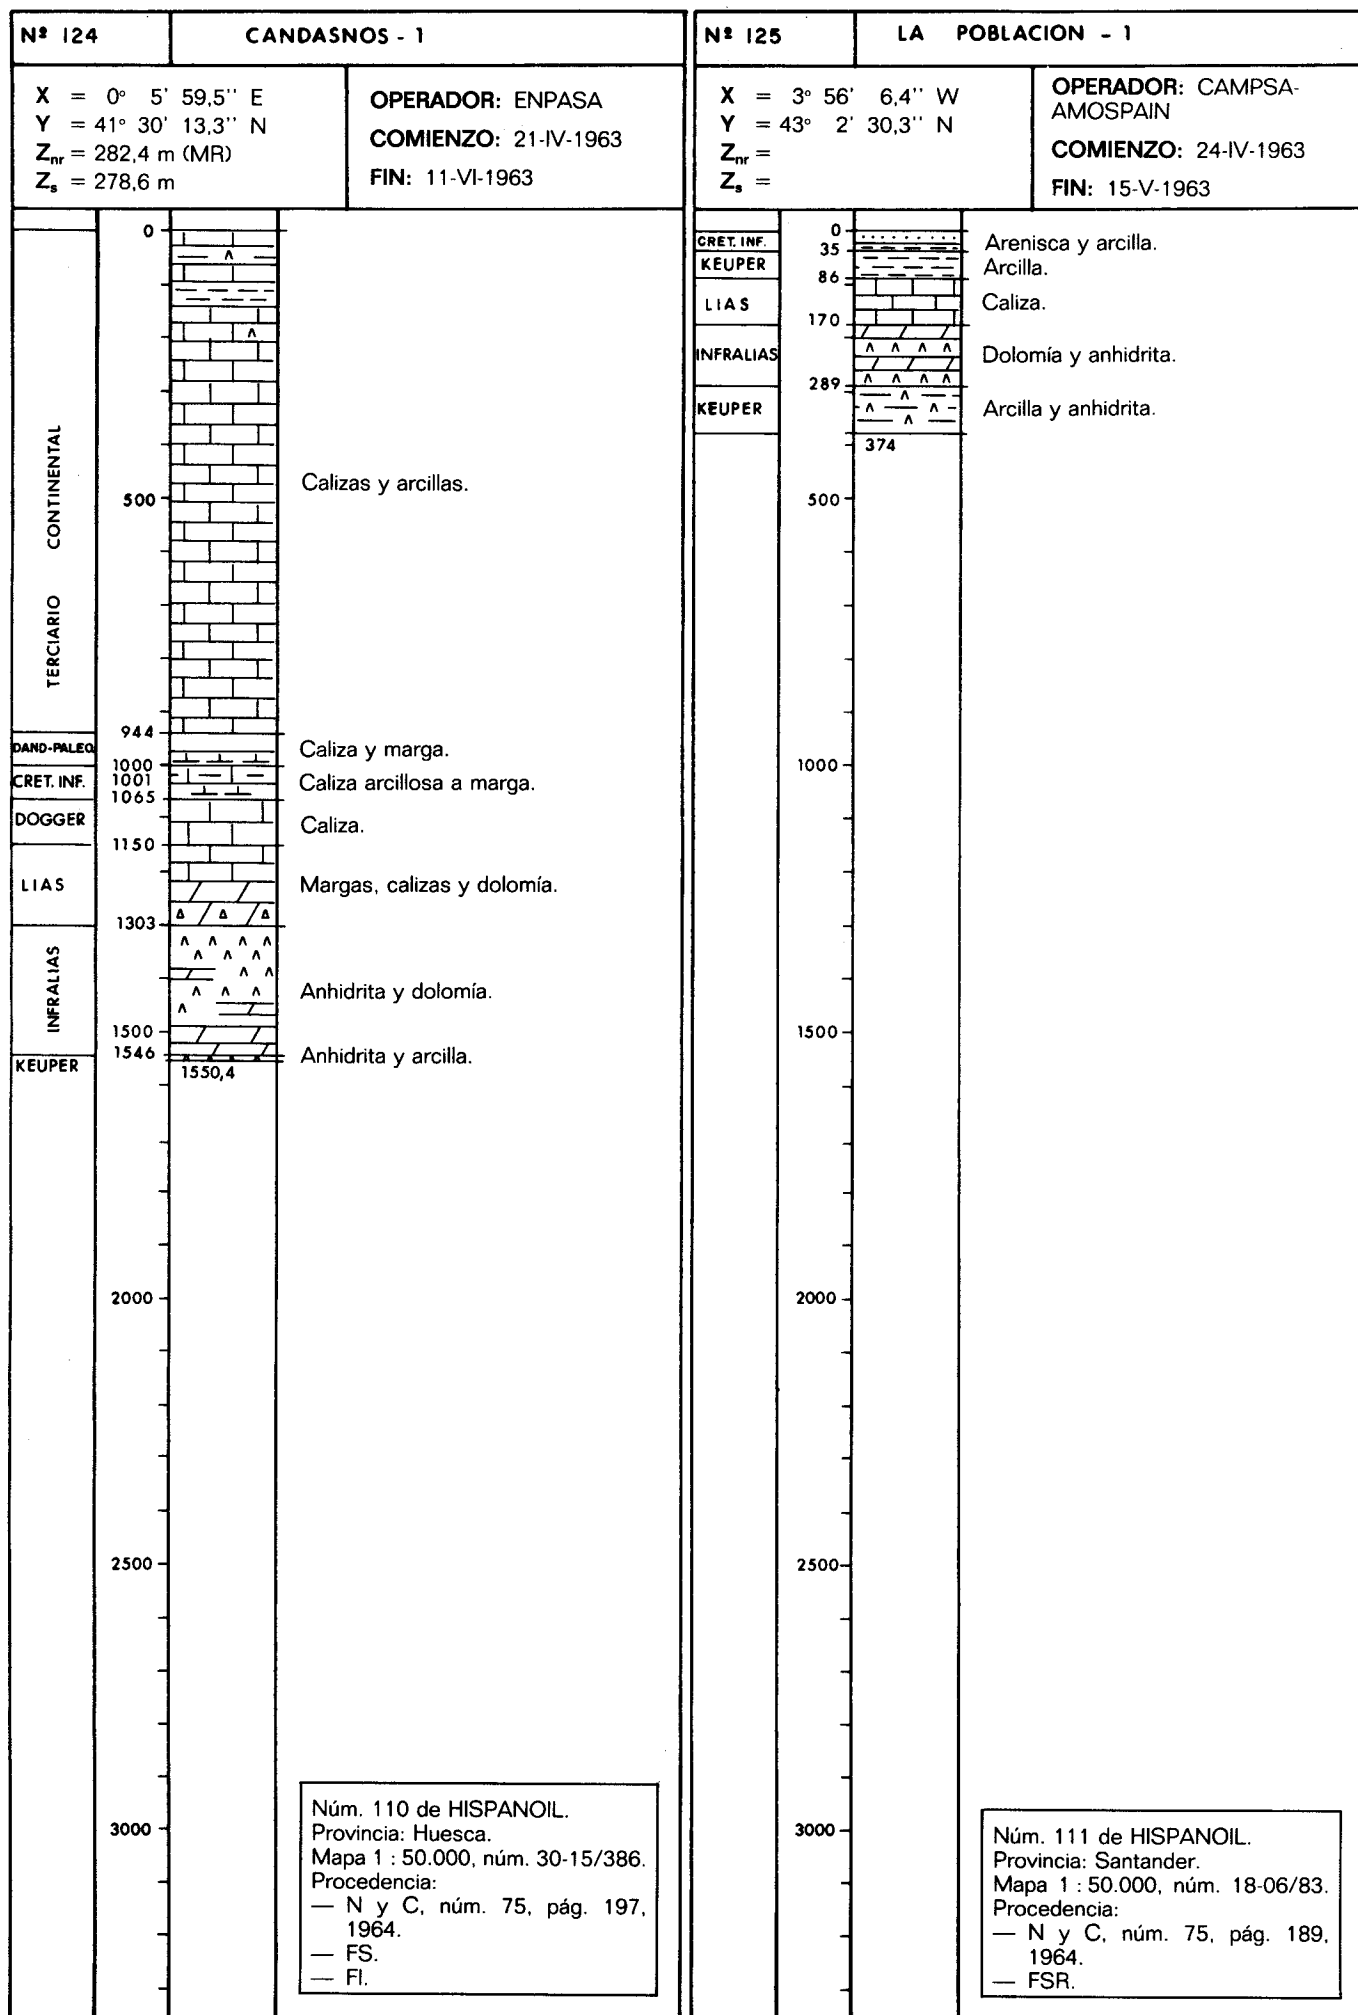 Nº 124
CANDASNOS - 1
X = 0° 5' 59,5'' E
Y = 41° 30' 13,3'' N
Znr = 282,4 m (MR)
Zs = 278,6 m
OPERADOR: ENPASA
COMIENZO: 21-IV-1963
FIN: 11-VI-1963
TERCIARIO CONTINENTAL
DAND-PALEO
CRET. INF.
DOGGER
LIAS
INFRALIAS
KEUPER
0
500
944
1000
1001
1065
1150
1303
1500
1546
1550,4
2000
2500
3000
Calizas y arcillas.
Caliza y marga.
Caliza arcillosa a marga.
Caliza.
Margas, calizas y dolomía.
Anhidrita y dolomía.
Anhidrita y arcilla.
Núm. 110 de HISPANOIL.
Provincia: Huesca.
Mapa 1 : 50.000, núm. 30-15/386.
Procedencia:
— N y C, núm. 75, pág. 197,
1964.
— FS.
— FI.
Nº 125
LA POBLACION - 1
X = 3° 56' 6,4'' W
Y = 43° 2' 30,3'' N
Znr =
Zs =
OPERADOR: CAMPSA-
AMOSPAIN
COMIENZO: 24-IV-1963
FIN: 15-V-1963
CRET. INF.
KEUPER
LIAS
INFRALIAS
KEUPER
0
35
86
170
289
374
500
1000
1500
2000
2500
3000
Arenisca y arcilla.
Arcilla.
Caliza.
Dolomía y anhidrita.
Arcilla y anhidrita.
Núm. 111 de HISPANOIL.
Provincia: Santander.
Mapa 1 : 50.000, núm. 18-06/83.
Procedencia:
— N y C, núm. 75, pág. 189,
1964.
— FSR.